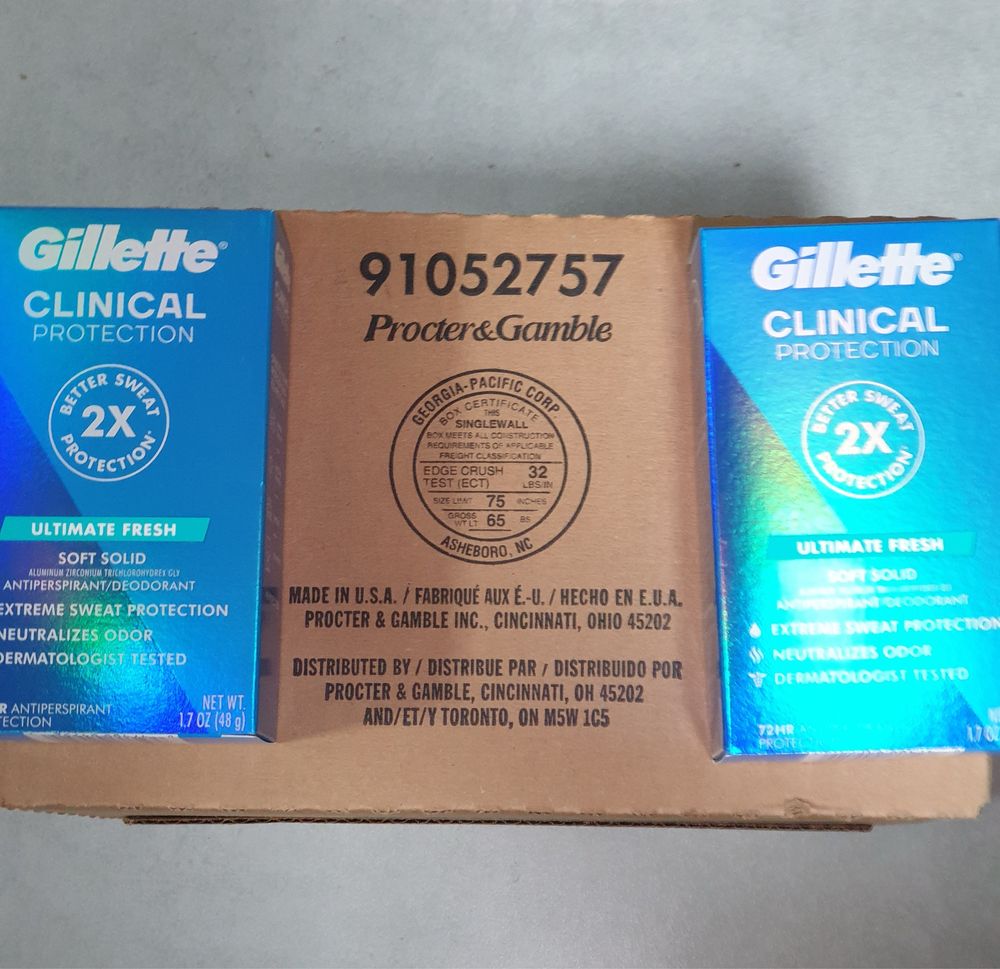 Gillette®
CLINICAL
PROTECTION
BETTER SWEAT
2X
PROTECTION*
ULTIMATE FRESH
SOFT SOLID
ALUMINUM ZIRCONIUM TRICHLOROHYDREX GLY
ANTIPERSPIRANT/DEODORANT
EXTREME SWEAT PROTECTION
NEUTRALIZES ODOR
DERMATOLOGIST TESTED
R ANTIPERSPIRANT
TECTION
NET WT.
1.7 OZ (48 g)
91052757
Procter&Gamble
GEORGIA-PACIFIC CORP.
BOX CERTIFICATE
THIS
SINGLEWALL
BOX MEETS ALL CONSTRUCTION
REQUIREMENTS OF APPLICABLE
FREIGHT CLASSIFICATION
EDGE CRUSH
TEST (ECT)
32
LBS/IN
SIZE LIMIT 75 INCHES
GROSS
WT LT 65 BS
ASHEBORO, NC
MADE IN U.S.A. / FABRIQUÉ AUX É.-U. / HECHO EN E.U.A.
PROCTER & GAMBLE INC., CINCINNATI, OHIO 45202
DISTRIBUTED BY / DISTRIBUE PAR / DISTRIBUIDO POR
PROCTER & GAMBLE, CINCINNATI, OH 45202
AND/ET/Y TORONTO, ON M5W 1C5
Gillette®
CLINICAL
PROTECTION
BETTER SWEAT
2X
PROTECTION*
ULTIMATE FRESH
SOFT SOLID
ANTIPERSPIRANT/DEODORANT
EXTREME SWEAT PROTECTION
NEUTRALIZES ODOR
DERMATOLOGIST TESTED
72HR
1.7 OZ